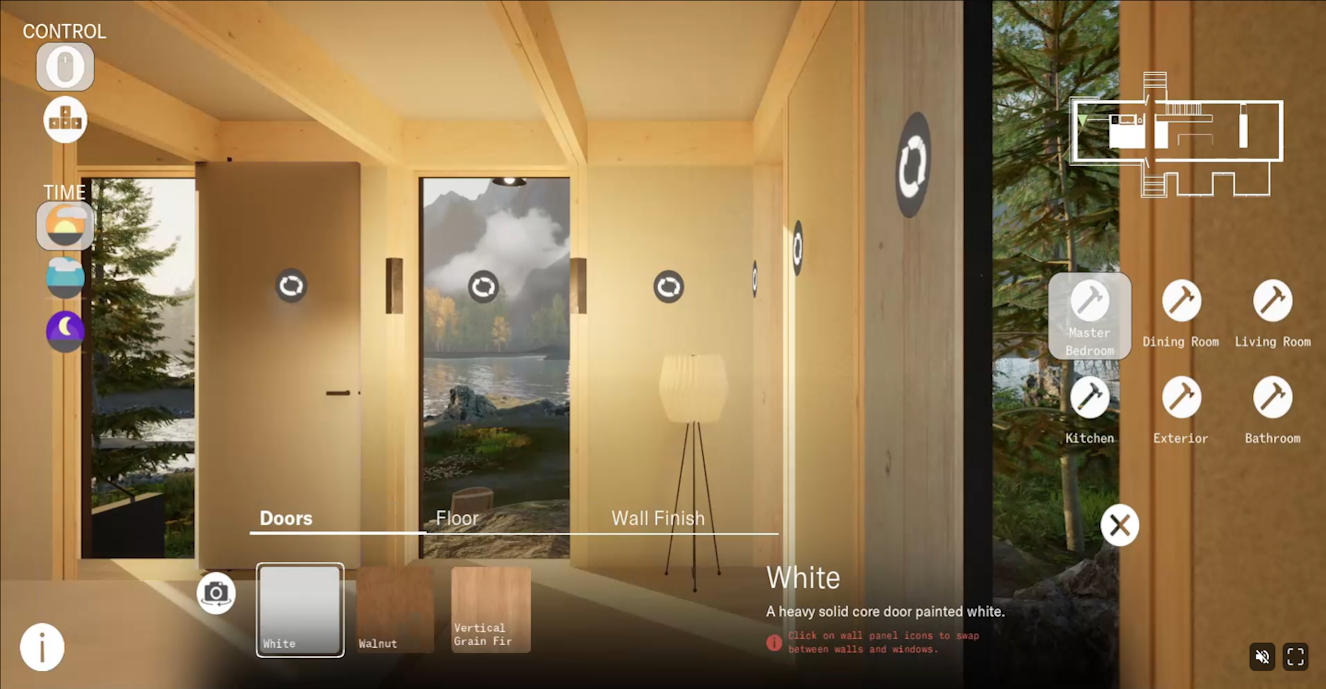 CONTROL
TIME
Master
Bedroom
Dining Room
Living Room
Kitchen
Exterior
Bathroom
Doors
Floor
Wall Finish
White
Walnut
Vertical
Grain Fir
White
A heavy solid core door painted white.
Click on wall panel icons to swap
between walls and windows.